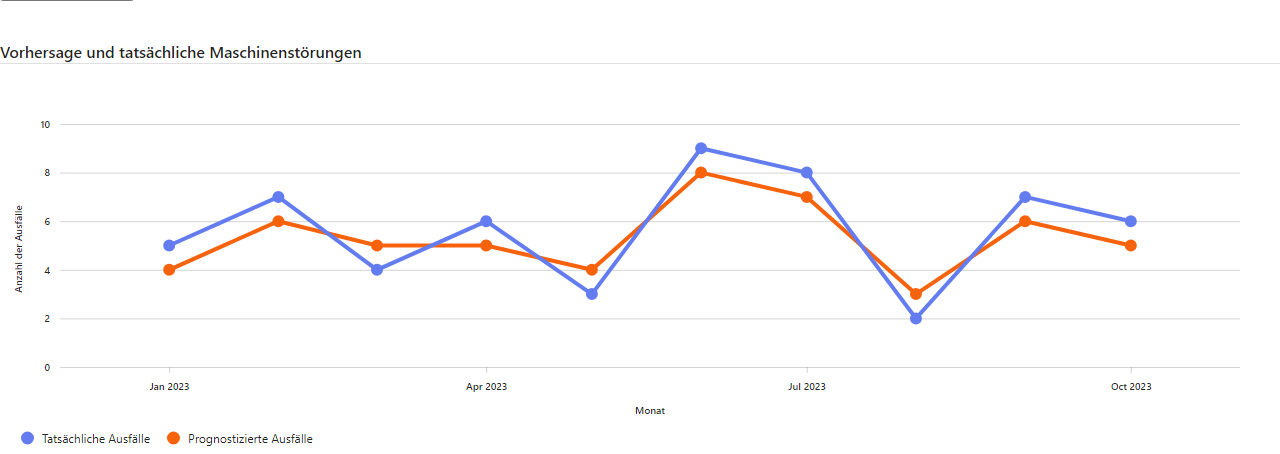 Vorhersage und tatsächliche Maschinenstörungen
10
8
6
4
2
0
Anzahl der Ausfälle
Jan 2023 Apr 2023 Jul 2023 Oct 2023
Monat
Tatsächliche Ausfälle Prognostizierte Ausfälle